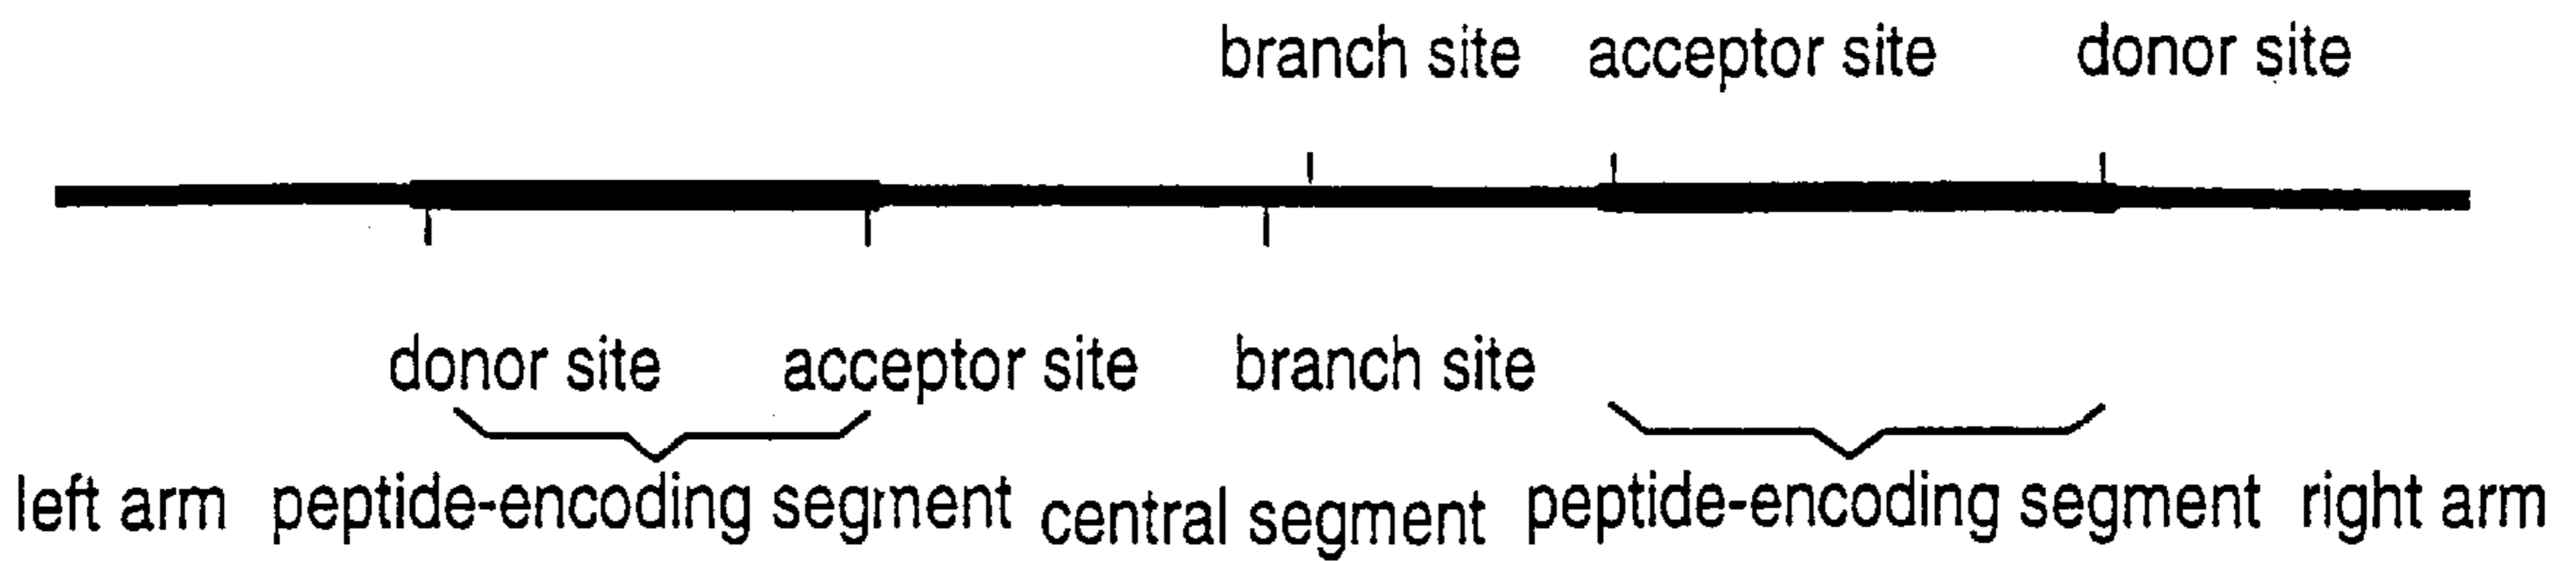 branch site acceptor site donor site
donor site acceptor site branch site
left arm peptide-encoding segment central segment peptide-encoding segment right arm